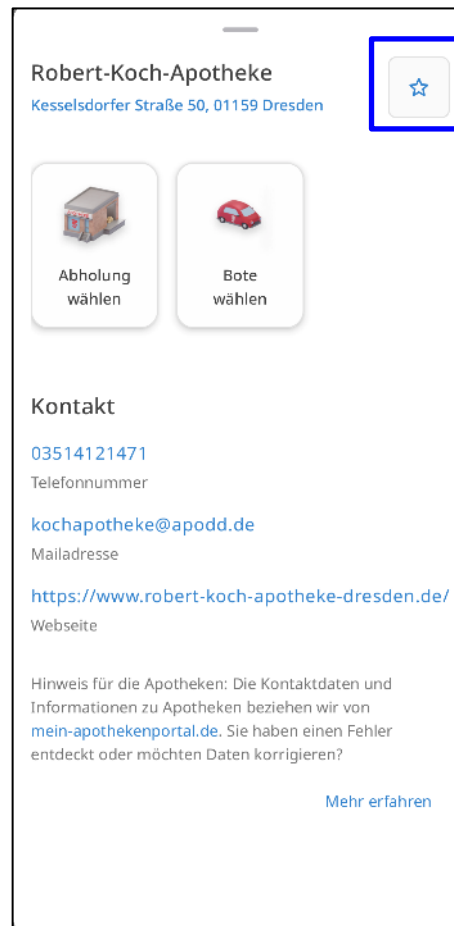 Robert-Koch-Apotheke
Kesselsdorfer Straße 50, 01159 Dresden
Abholung
wählen
Bote
wählen
Kontakt
03514121471
Telefonnummer
kochapotheke@apodd.de
Mailadresse
https://www.robert-koch-apotheke-dresden.de/
Webseite
Hinweis für die Apotheken: Die Kontaktdaten und
Informationen zu Apotheken beziehen wir von
mein-apothekenportal.de. Sie haben einen Fehler
entdeckt oder möchten Daten korrigieren?
Mehr erfahren